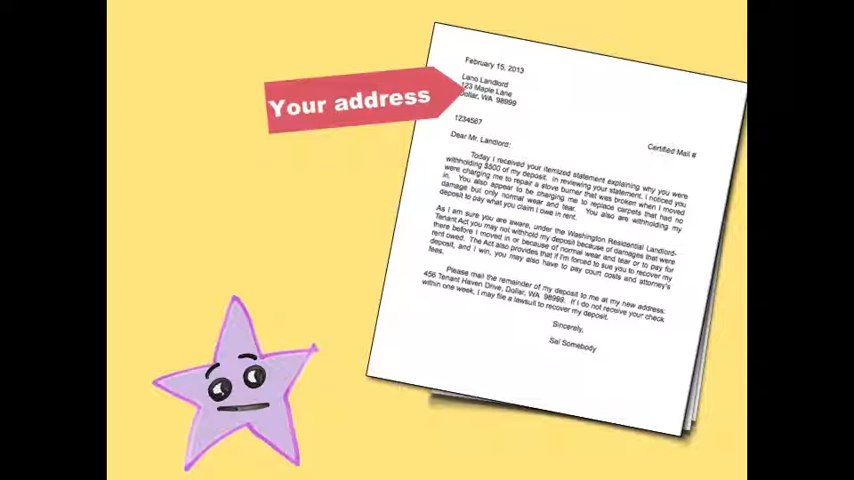 Your address
February 15, 2013
Lano Landlord
123 Maple Lane
Dollar, WA 98999
1234567
Certified Mail #
Dear Mr. Landlord:
Today I received your itemized statement explaining why you were
withholding $500 of my deposit. In reviewing your statement, I noticed you
were charging me to repair a stove burner that was broken when I moved
in. You also appear to be charging me to replace carpets that had no
damage but only normal wear and tear. You also are withholding my
deposit to pay what you claim I owe in rent.
As I am sure you are aware, under the Washington Residential Landlord-
Tenant Act you may not withhold my deposit because of damages that were
there before I moved in or because of normal wear and tear or to pay for
rent owed. The Act also provides that if I'm forced to sue you to recover my
deposit, and I win, you may also have to pay court costs and attorney's
fees.
Please mail the remainder of my deposit to me at my new address:
456 Tenant Haven Drive, Dollar, WA 98998. If I do not receive your check
within one week, I may file a lawsuit to recover my deposit.
Sincerely,
Sal Somebody